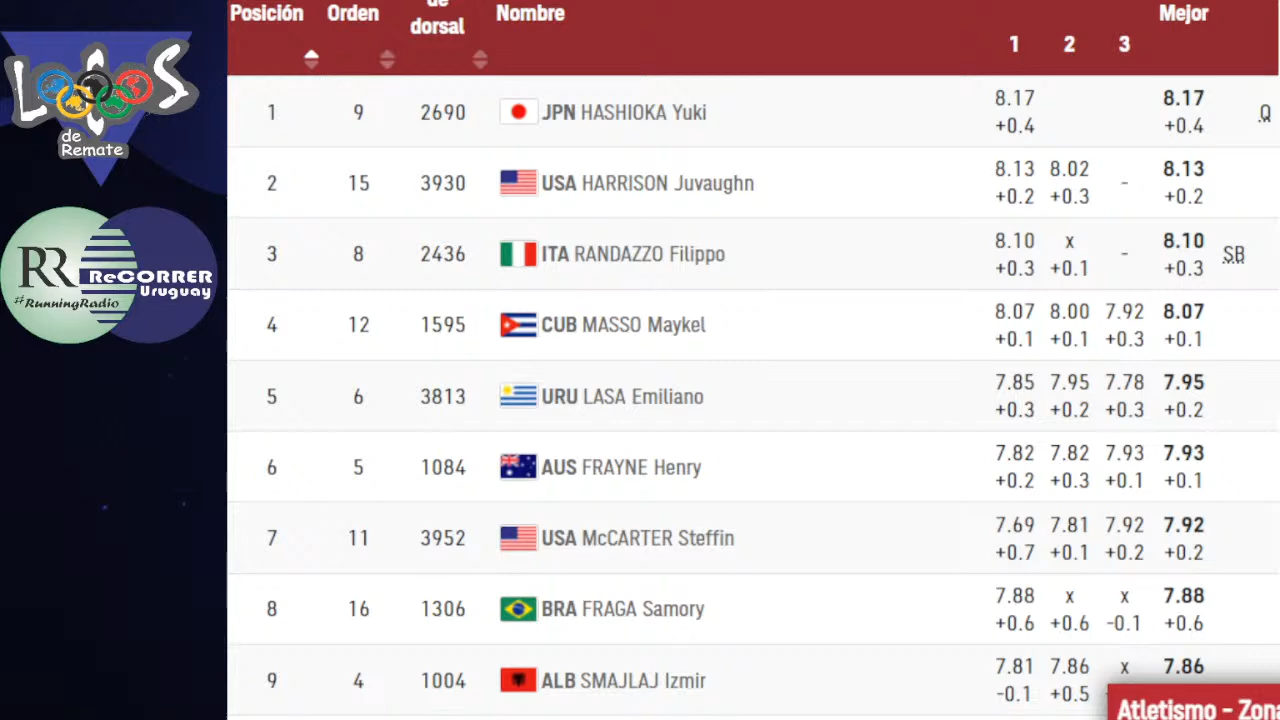 LOCOS
de
Remate
RR
ReCORRER
Uruguay
#RunningRadio
Posición Orden de dorsal Nombre 1 2 3 Mejor
1 9 2690 JPN HASHIOKA Yuki 8.17 8.17 Q
+0.4 +0.4
2 15 3930 USA HARRISON Juvaughn 8.13 8.02 - 8.13
+0.2 +0.3 +0.2
3 8 2436 ITA RANDAZZO Filippo 8.10 x - 8.10 SB
+0.3 +0.1 +0.3
4 12 1595 CUB MASSO Maykel 8.07 8.00 7.92 8.07
+0.1 +0.1 +0.3 +0.1
5 6 3813 URU LASA Emiliano 7.85 7.95 7.78 7.95
+0.3 +0.2 +0.3 +0.2
6 5 1084 AUS FRAYNE Henry 7.82 7.82 7.93 7.93
+0.2 +0.3 +0.1 +0.1
7 11 3952 USA McCARTER Steffin 7.69 7.81 7.92 7.92
+0.7 +0.1 +0.2 +0.2
8 16 1306 BRA FRAGA Samory 7.88 x x 7.88
+0.6 +0.6 -0.1 +0.6
9 4 1004 ALB SMAJLAJ Izmir 7.81 7.86 x 7.86
-0.1 +0.5
Atletismo - Zona